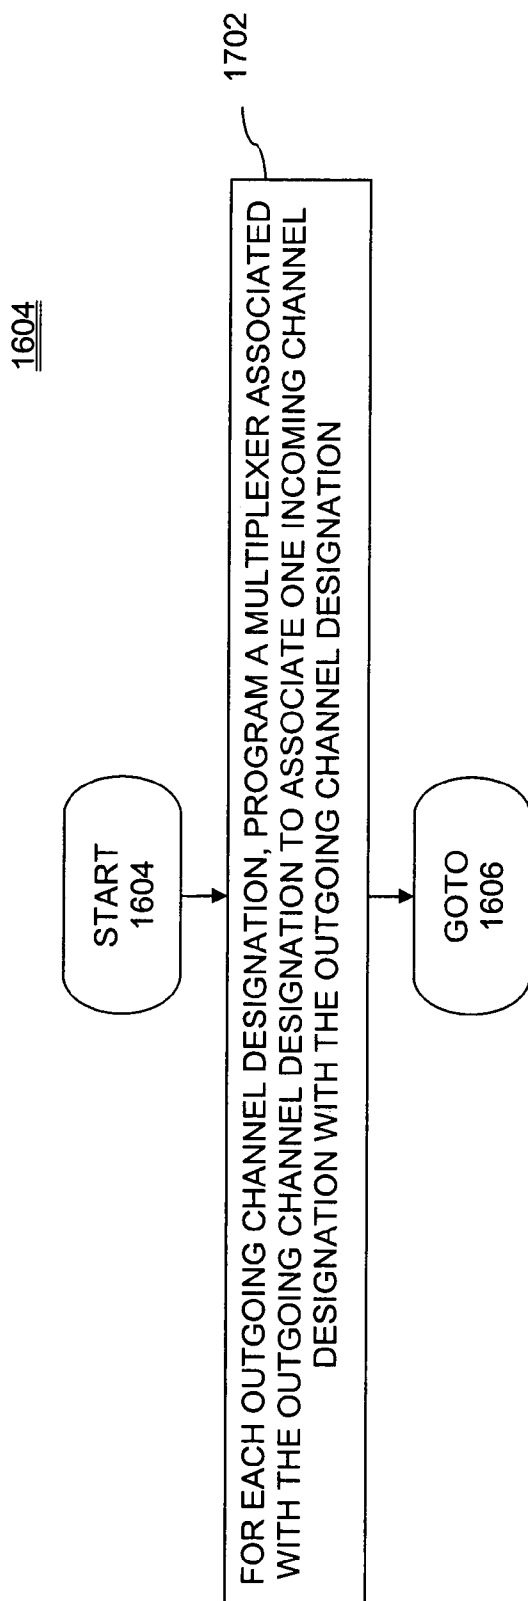 1604
START
1604
FOR EACH OUTGOING CHANNEL DESIGNATION, PROGRAM A MULTIPLEXER ASSOCIATED
WITH THE OUTGOING CHANNEL DESIGNATION TO ASSOCIATE ONE INCOMING CHANNEL
DESIGNATION WITH THE OUTGOING CHANNEL DESIGNATION
1702
GOTO
1606